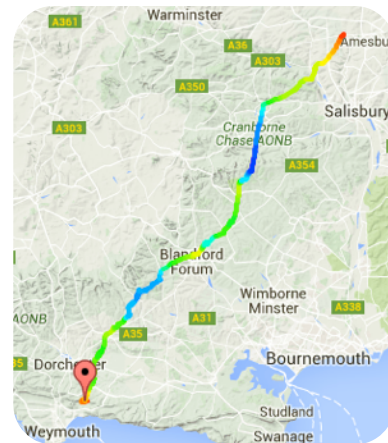 A361
Warminster
A36
A303
Amesbu
A350
Salisbury
A303
Cranborne
Chase AONB
A354
Blandford
Forum
Wimborne
Minster
A338
AONB
A35
A31
35
Dorchester
Bournemouth
Studland
Weymouth
Swanage